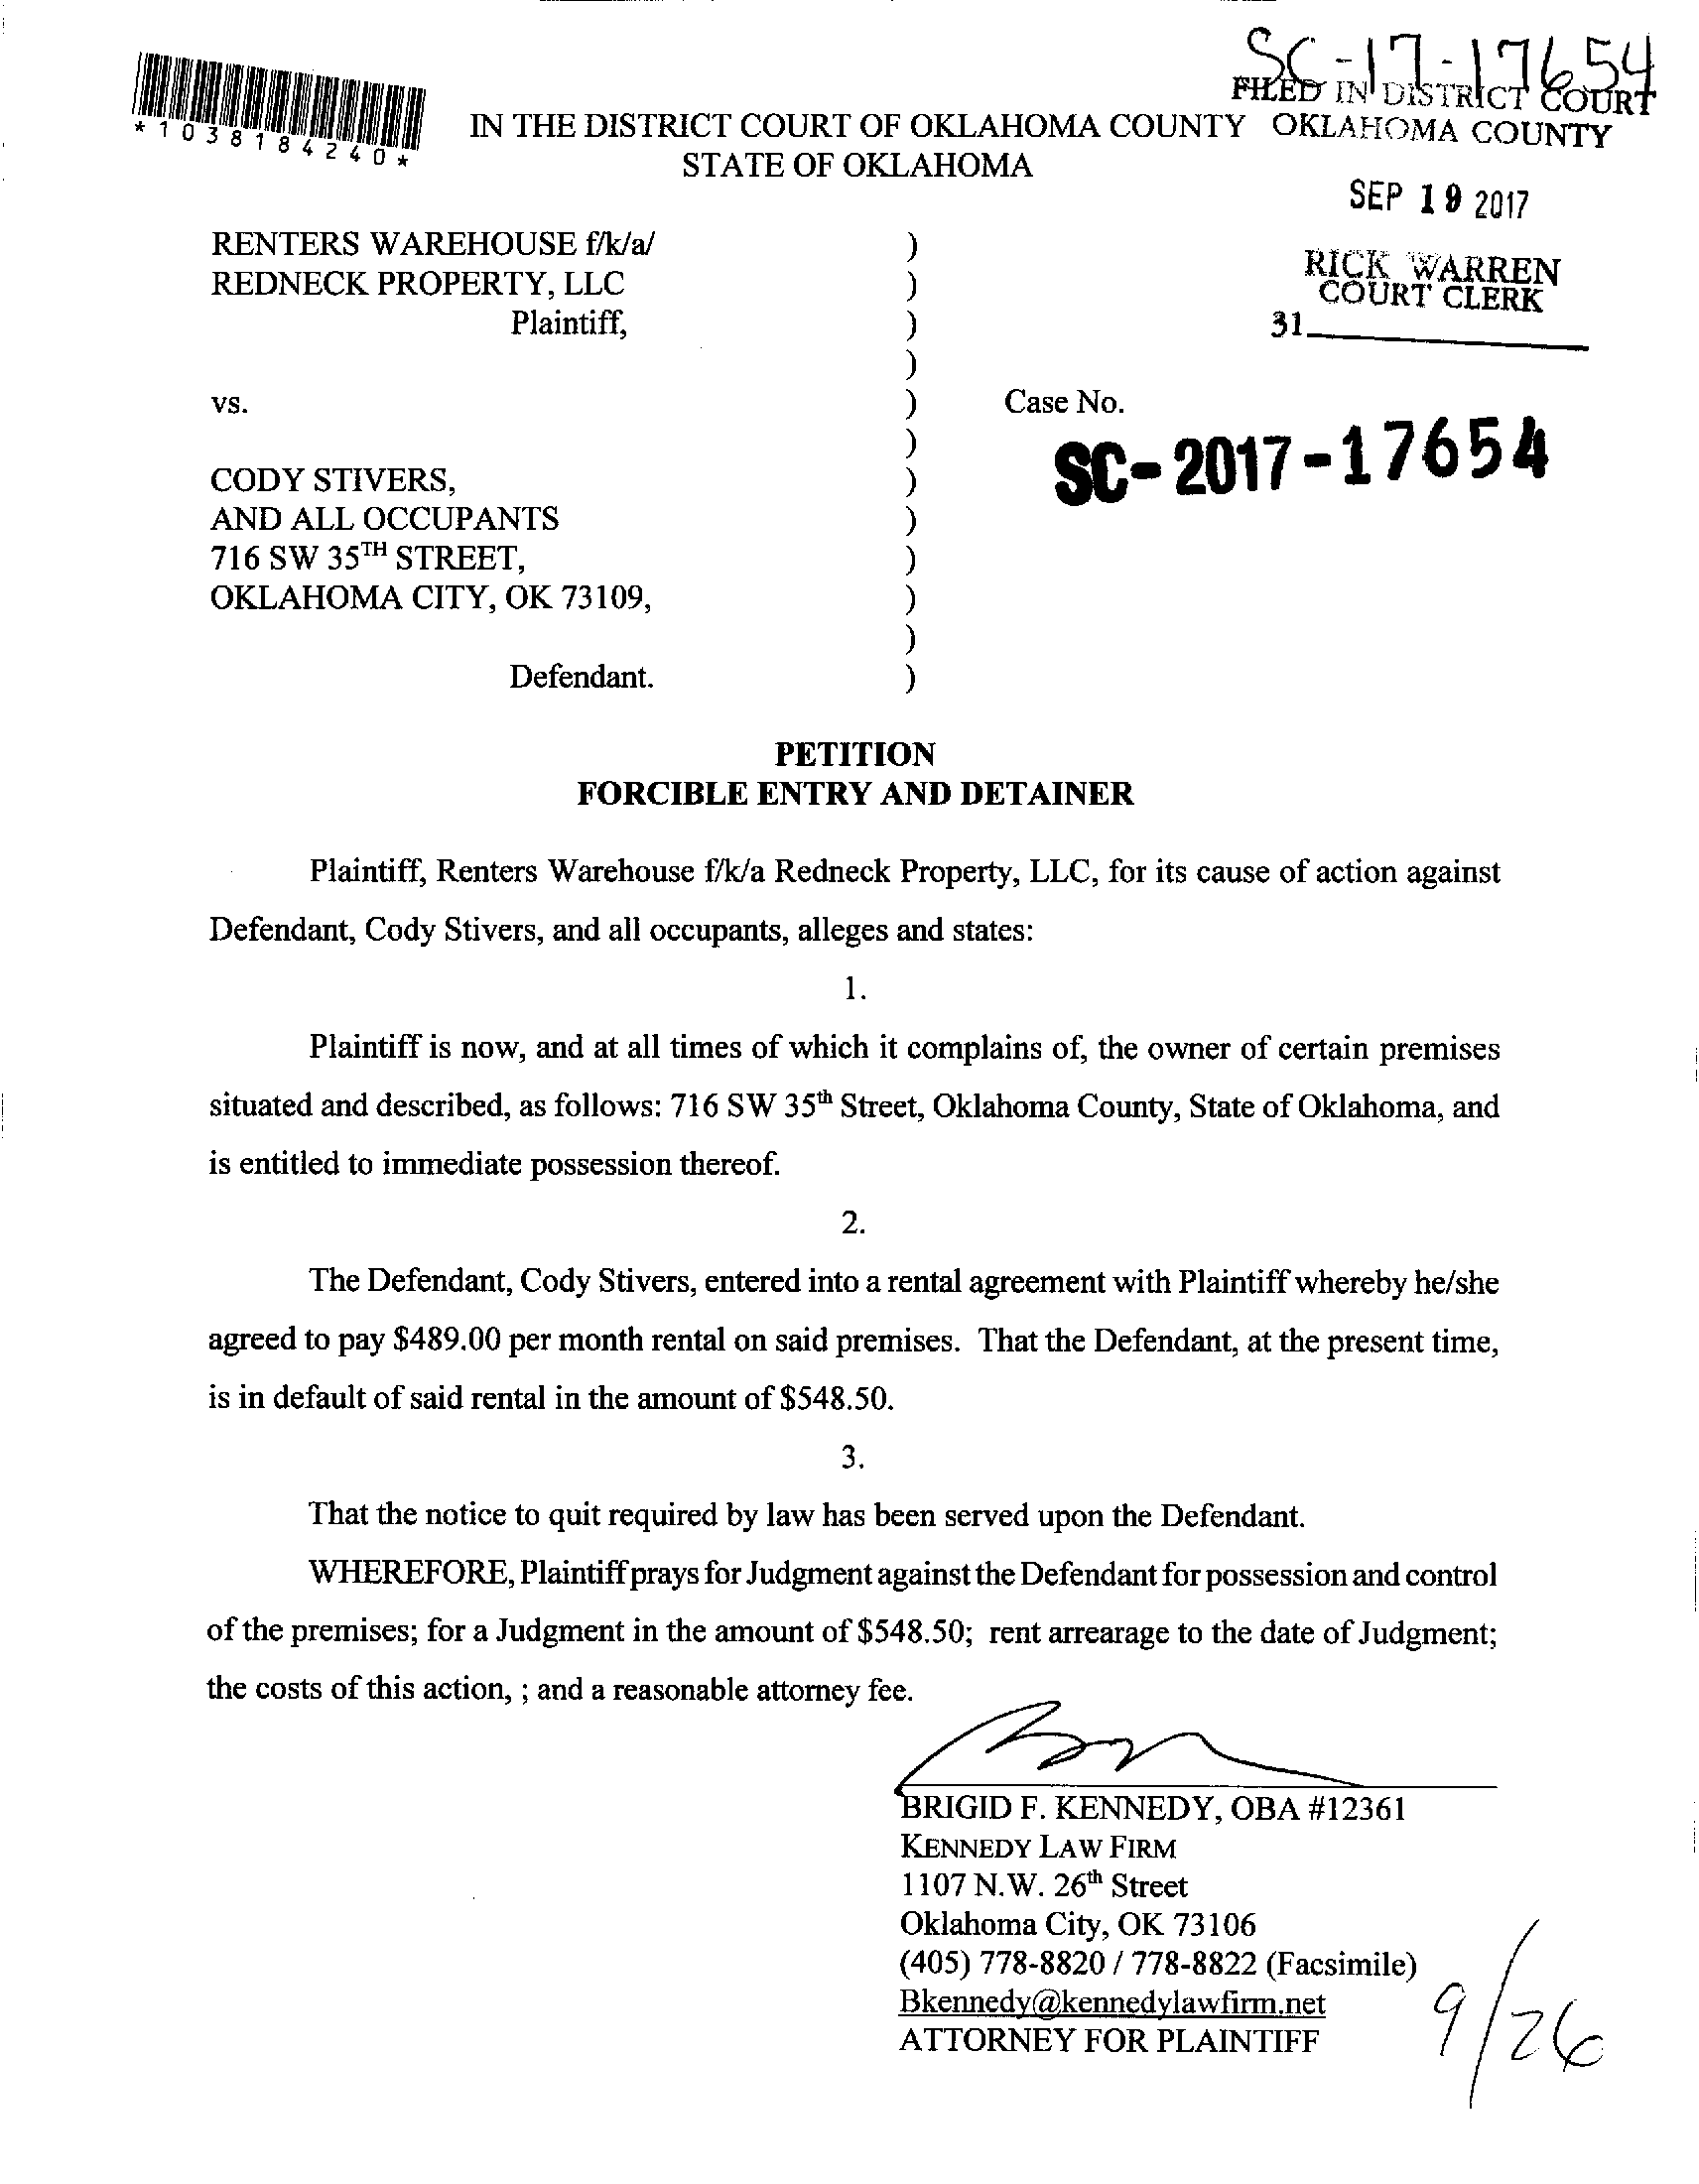 SC-17-17654
FILED IN DISTRICT COURT
OKLAHOMA COUNTY
*1038184240*
IN THE DISTRICT COURT OF OKLAHOMA COUNTY
STATE OF OKLAHOMA
SEP 19 2017
RICK WARREN
COURT CLERK
31
RENTERS WAREHOUSE f/k/a/ )
REDNECK PROPERTY, LLC )
Plaintiff, )
)
vs. ) Case No.
) SC-2017-17654
CODY STIVERS, )
AND ALL OCCUPANTS )
716 SW 35TH STREET, )
OKLAHOMA CITY, OK 73109, )
)
Defendant. )
PETITION
FORCIBLE ENTRY AND DETAINER
Plaintiff, Renters Warehouse f/k/a Redneck Property, LLC, for its cause of action against
Defendant, Cody Stivers, and all occupants, alleges and states:
1.
Plaintiff is now, and at all times of which it complains of, the owner of certain premises
situated and described, as follows: 716 SW 35th Street, Oklahoma County, State of Oklahoma, and
is entitled to immediate possession thereof.
2.
The Defendant, Cody Stivers, entered into a rental agreement with Plaintiff whereby he/she
agreed to pay $489.00 per month rental on said premises. That the Defendant, at the present time,
is in default of said rental in the amount of $548.50.
3.
That the notice to quit required by law has been served upon the Defendant.
WHEREFORE, Plaintiff prays for Judgment against the Defendant for possession and control
of the premises; for a Judgment in the amount of $548.50; rent arrearage to the date of Judgment;
the costs of this action, ; and a reasonable attorney fee.
BRIGID F. KENNEDY, OBA #12361
KENNEDY LAW FIRM
1107 N.W. 26th Street
Oklahoma City, OK 73106
(405) 778-8820 / 778-8822 (Facsimile)
Bkennedy@kennedylawfirm.net
ATTORNEY FOR PLAINTIFF
9/26